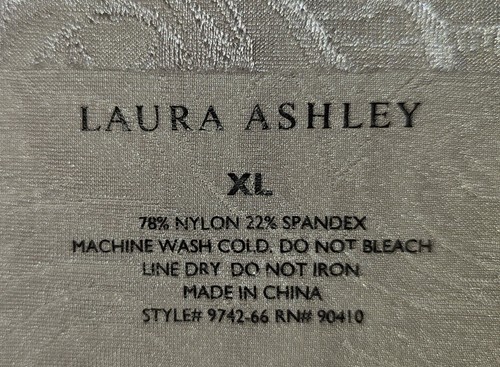 LAURA ASHLEY
XL
78% NYLON 22% SPANDEX
MACHINE WASH COLD. DO NOT BLEACH
LINE DRY DO NOT IRON
MADE IN CHINA
STYLE# 9742-66 RN# 90410